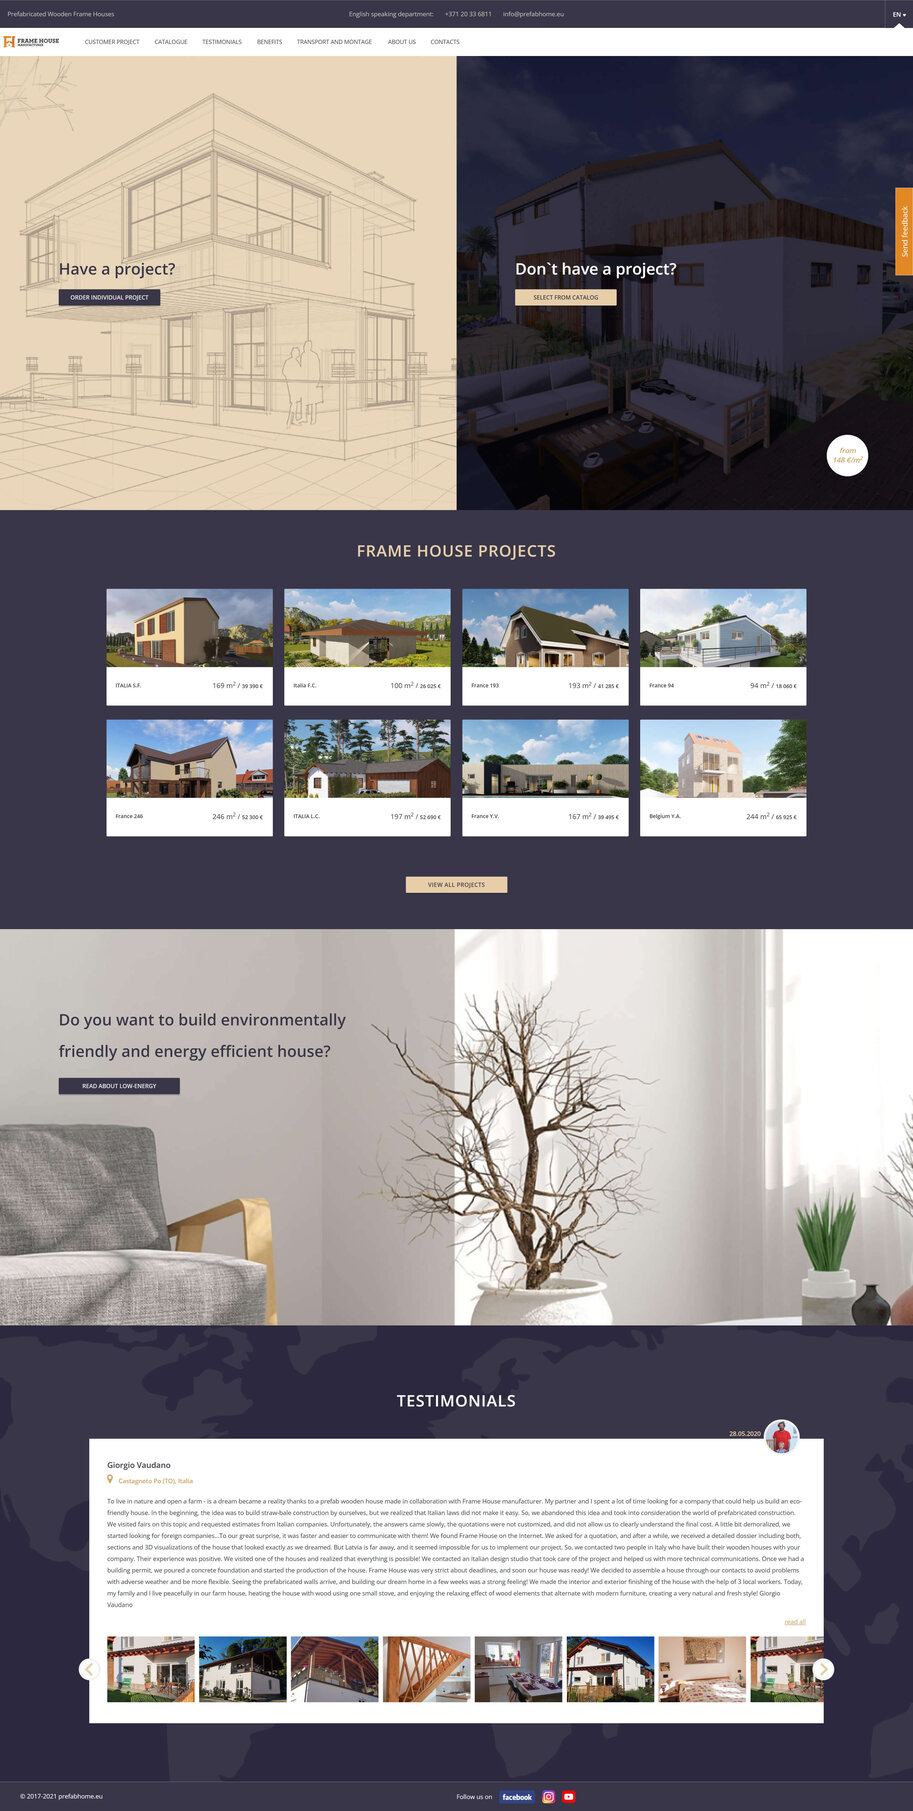 Prefabricated Wooden Frame Houses
English speaking department: +371 20 33 6811 info@prefabhome.eu
EN
FRAME HOUSE
MANUFACTURER
CUSTOMER PROJECT CATALOGUE TESTIMONIALS BENEFITS TRANSPORT AND MONTAGE ABOUT US CONTACTS
Send feedback
Have a project?
ORDER INDIVIDUAL PROJECT
Don`t have a project?
SELECT FROM CATALOG
from
148 €/m²
FRAME HOUSE PROJECTS
ITALIA S.F. 169 m² / 39 390 €
Italia F.C. 100 m² / 26 025 €
France 193 193 m² / 41 285 €
France 94 94 m² / 18 060 €
France 246 246 m² / 52 300 €
ITALIA L.C. 197 m² / 52 690 €
France Y.V. 167 m² / 39 495 €
Belgium Y.A. 244 m² / 65 925 €
VIEW ALL PROJECTS
Do you want to build environmentally
friendly and energy efficient house?
READ ABOUT LOW-ENERGY
TESTIMONIALS
28.05.2020
Giorgio Vaudano
Castagneto Po (TO), Italia
To live in nature and open a farm - is a dream became a reality thanks to a prefab wooden house made in collaboration with Frame House manufacturer. My partner and I spent a lot of time looking for a company that could help us build an eco-
friendly house. In the beginning, the idea was to build straw-bale construction by ourselves, but we realized that Italian laws did not make it easy. So, we abandoned this idea and took into consideration the world of prefabricated construction.
We visited fairs on this topic and requested estimates from Italian companies. Unfortunately, the answers came slowly, the quotations were not customized, and did not allow us to clearly understand the final cost. A little bit demoralized, we
started looking for foreign companies...To our great surprise, it was faster and easier to communicate with them! We found Frame House on the Internet. We asked for a quotation, and after a while, we received a detailed dossier including both,
sections and 3D visualizations of the house that looked exactly as we dreamed. But Latvia is far away, and it seemed impossible for us to implement our project. So, we contacted two people in Italy who have built their wooden houses with your
company. Their experience was positive. We visited one of the houses and realized that everything is possible! We contacted an Italian design studio that took care of the project and helped us with more technical communications. Once we had a
building permit, we poured a concrete foundation and started the production of the house. Frame House was very strict about deadlines, and soon our house was ready! We decided to assemble a house through our contacts to avoid problems
with adverse weather and be more flexible. Seeing the prefabricated walls arrive, and building our dream home in a few weeks was a strong feeling! We made the interior and exterior finishing of the house with the help of 3 local workers. Today,
my family and I live peacefully in our farm house, heating the house with wood using one small stove, and enjoying the relaxing effect of wood elements that alternate with modern furniture, creating a very natural and fresh style! Giorgio
Vaudano
read all
© 2017-2021 prefabhome.eu
Follow us on facebook